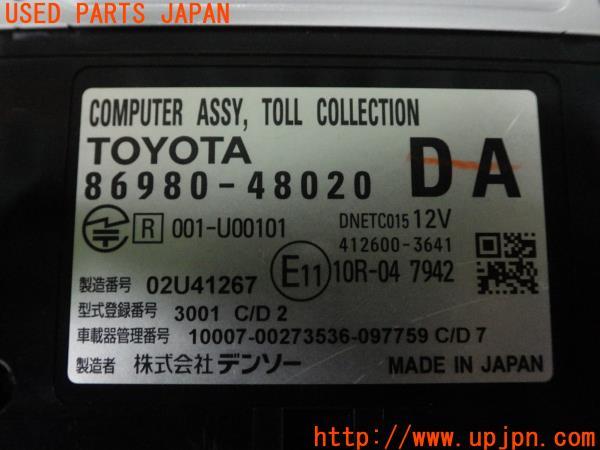 USED PARTS JAPAN
COMPUTER ASSY, TOLL COLLECTION
TOYOTA
86980-48020 DA
R 001-U00101 DNETC015 12V
412600-3641
E11 10R-04 7942
製造番号 02U41267
型式登録番号 3001 C/D 2
車載器管理番号 10007-00273536-097759 C/D 7
製造者 株式会社デンソー MADE IN JAPAN
http://www.upjpn.com/